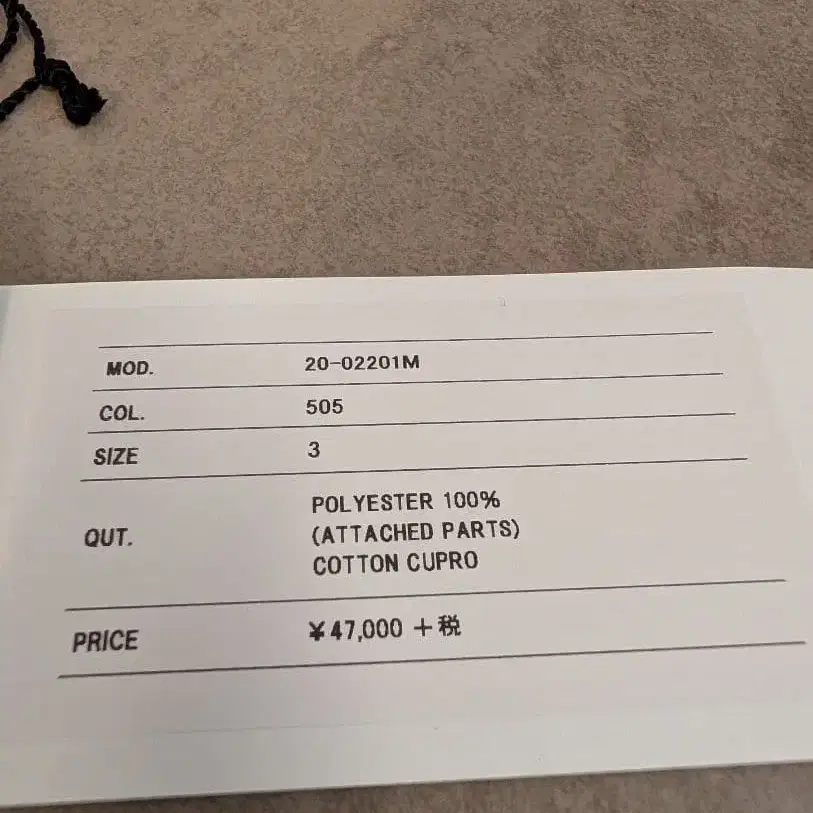 MOD. 20-02201M
COL. 505
SIZE 3
QUT. POLYESTER 100%
(ATTACHED PARTS)
COTTON CUPRO
PRICE ¥47,000 +税